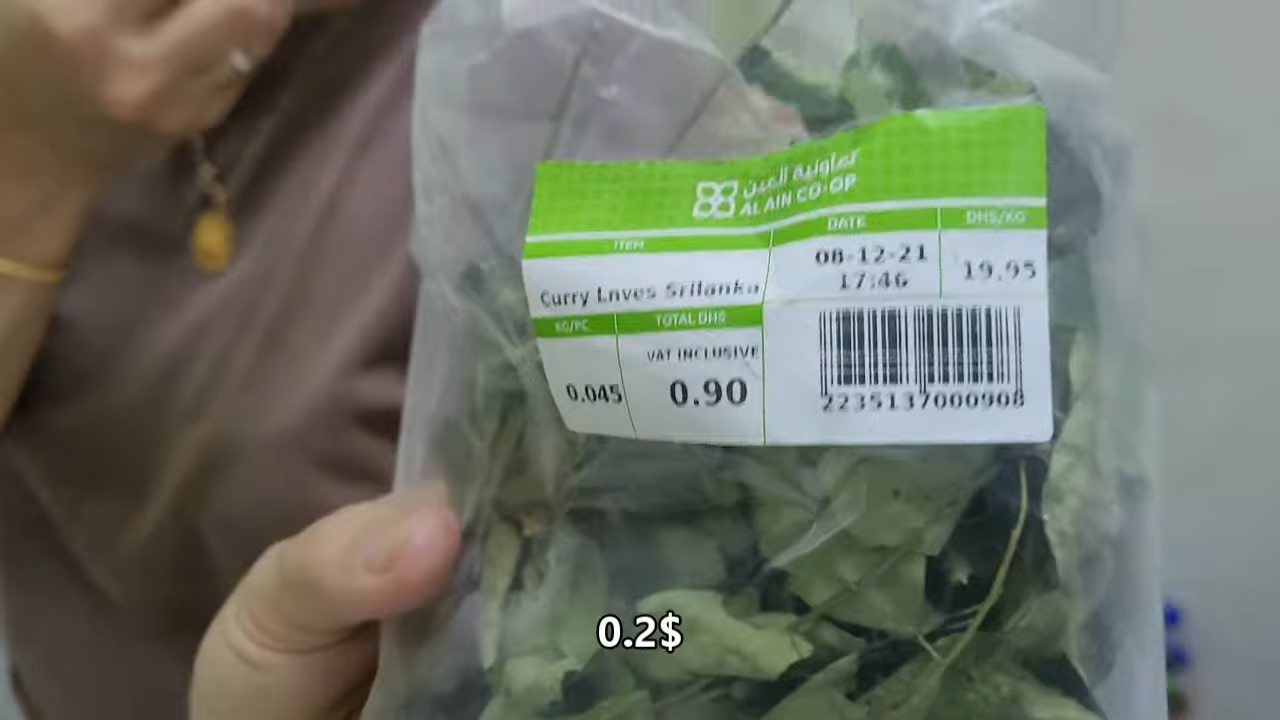 تعاونية العين
AL AIN CO-OP
ITEM
DATE
DHS/KG
Curry Lnves Srilanka
08-12-21
17:46
19.95
KG/PC
TOTAL DHS
VAT INCLUSIVE
0.045
0.90
2235137000908
0.2$